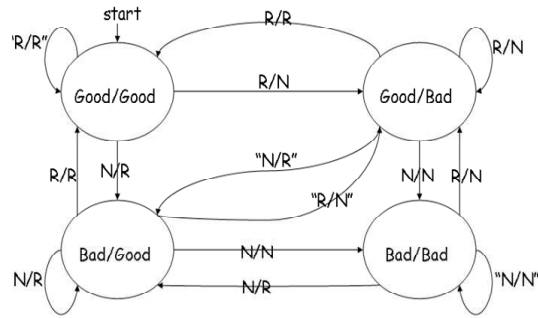 start
R/R
"R/R"
R/N
Good/Good
R/N
Good/Bad
"N/R"
R/R
N/R
"R/N"
N/N
R/N
Bad/Good
N/N
Bad/Bad
N/R
N/R
"N/N"